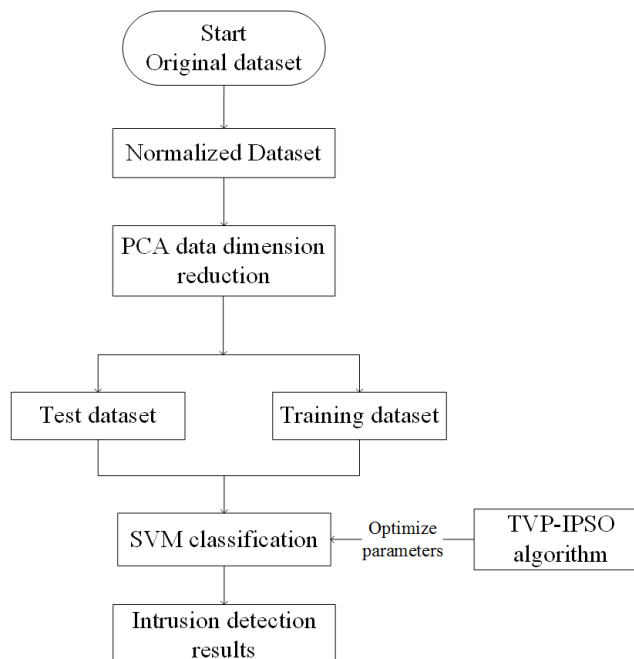 Start
Original dataset
Normalized Dataset
PCA data dimension
reduction
Test dataset
Training dataset
SVM classification
Optimize
parameters
TVP-IPSO
algorithm
Intrusion detection
results